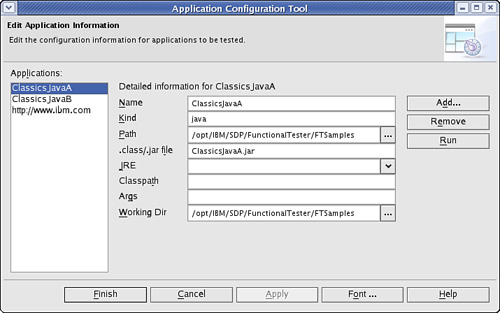 Application Configuration Tool
Edit Application Information
Edit the configuration information for applications to be tested.
Applications:
ClassicsJavaA
ClassicsJavaB
http://www.ibm.com
Detailed information for ClassicsJavaA
Name ClassicsJavaA
Kind java
Path /opt/IBM/SDP/FunctionalTester/FTSamples ...
.class/.jar file ClassicsJavaA.jar
JRE
Classpath
Args
Working Dir /opt/IBM/SDP/FunctionalTester/FTSamples ...
Add...
Remove
Run
Finish Cancel Apply Font ... Help